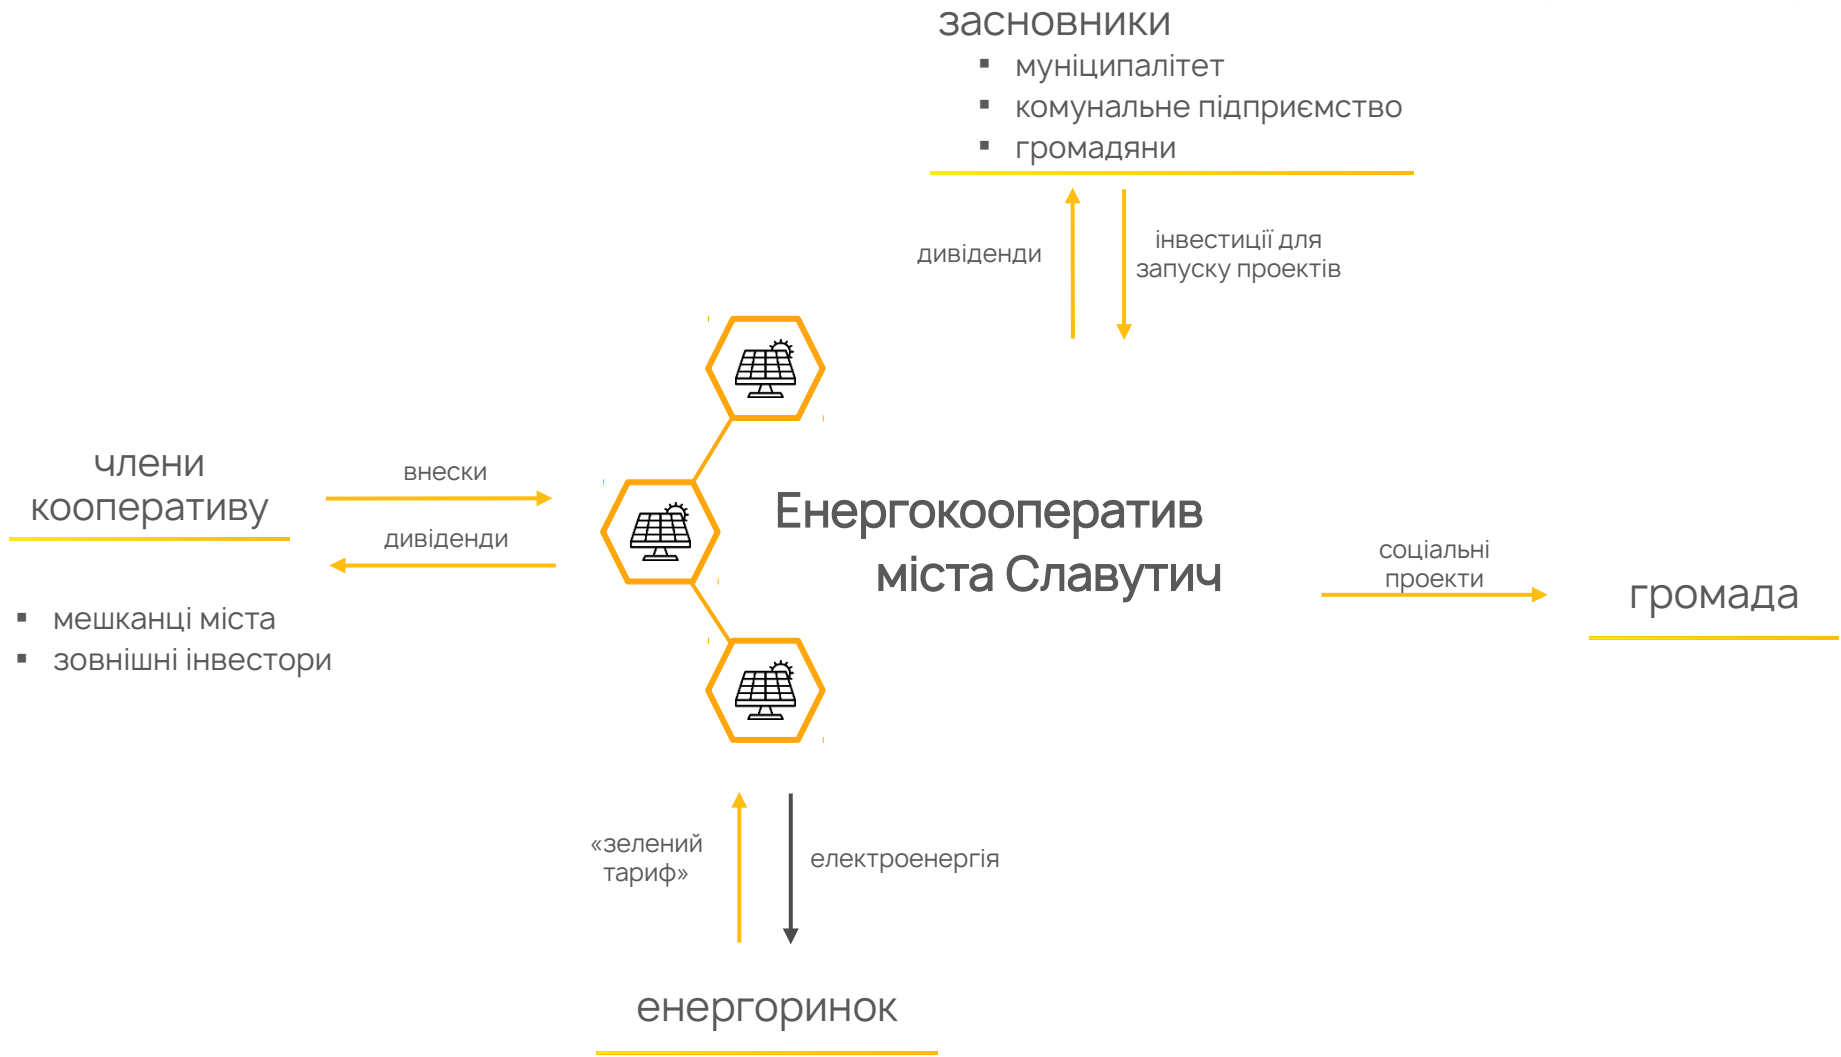 засновники
▪ муніципалітет
▪ комунальне підприємство
▪ громадяни
дивіденди
інвестиції для
запуску проектів
члени
кооперативу
внески
дивіденди
▪ мешканці міста
▪ зовнішні інвестори
Енергокооператив
міста Славутич
соціальні
проекти
громада
«зелений
тариф»
електроенергія
енергоринок